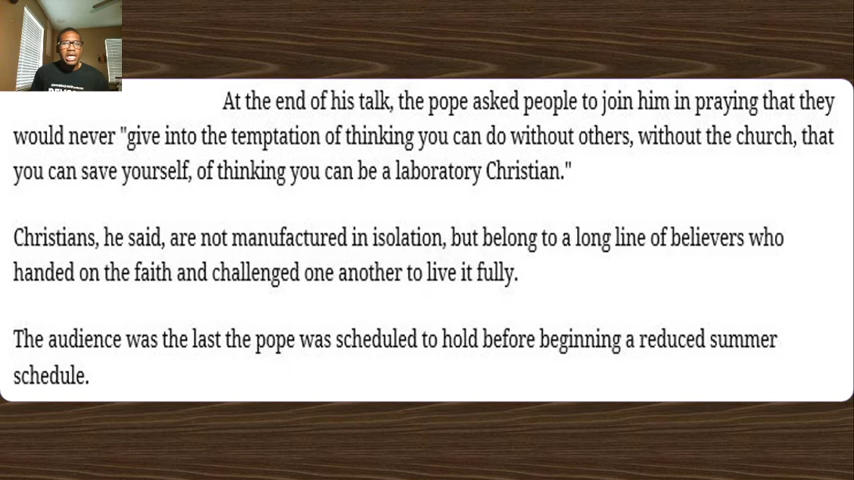 At the end of his talk, the pope asked people to join him in praying that they
would never "give into the temptation of thinking you can do without others, without the church, that
you can save yourself, of thinking you can be a laboratory Christian."
Christians, he said, are not manufactured in isolation, but belong to a long line of believers who
handed on the faith and challenged one another to live it fully.
The audience was the last the pope was scheduled to hold before beginning a reduced summer
schedule.